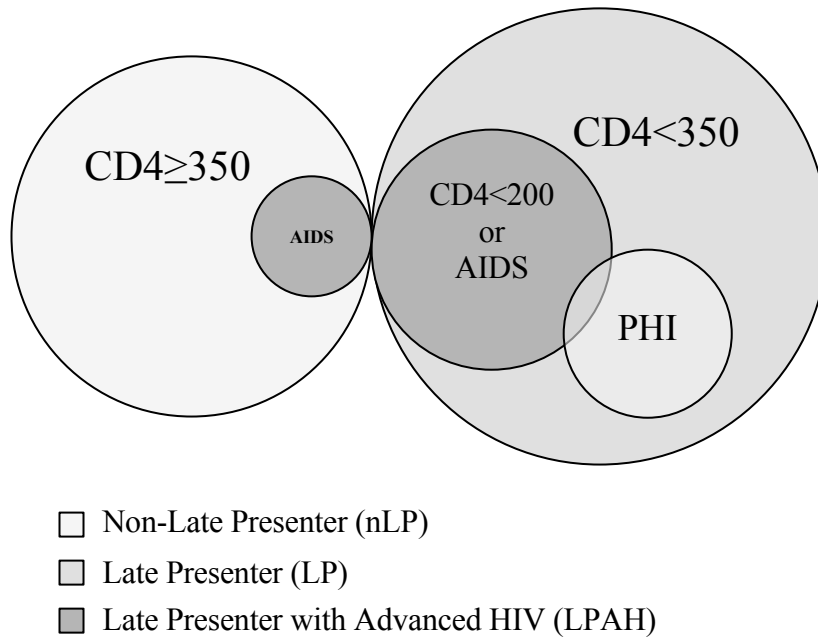 CD4≥350
AIDS
CD4<200
or
AIDS
CD4<350
PHI
Non-Late Presenter (nLP)
Late Presenter (LP)
Late Presenter with Advanced HIV (LPAH)